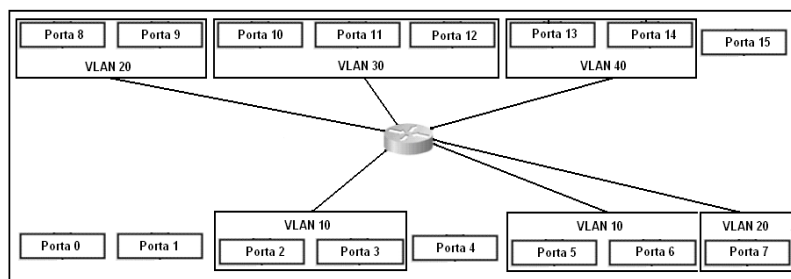 Porta 8 Porta 9 Porta 10 Porta 11 Porta 12 Porta 13 Porta 14 Porta 15
VLAN 20 VLAN 30 VLAN 40
VLAN 10 VLAN 10 VLAN 20
Porta 0 Porta 1 Porta 2 Porta 3 Porta 4 Porta 5 Porta 6 Porta 7